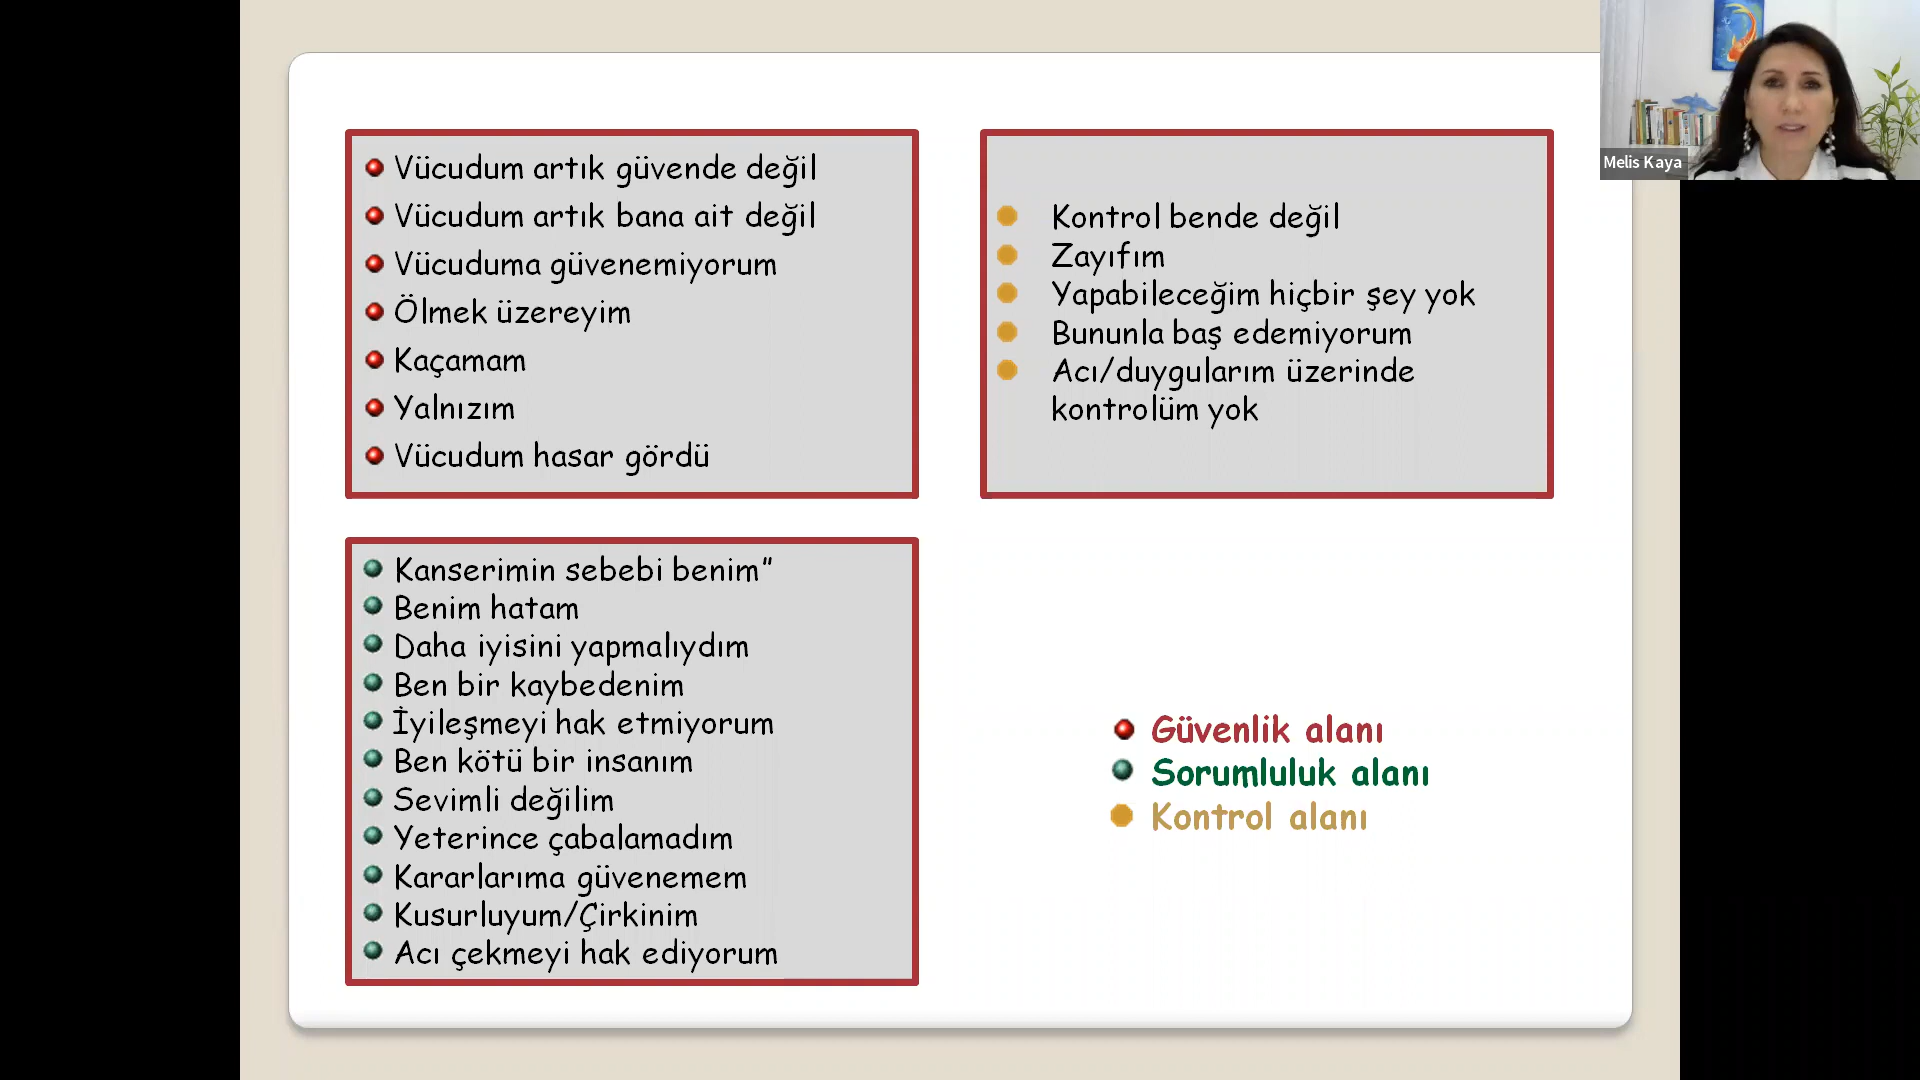 Vücudum artık güvende değil
Vücudum artık bana ait değil
Vücuduma güvenemiyorum
Ölmek üzereyim
Kaçamam
Yalnızım
Vücudum hasar gördü
Kontrol bende değil
Zayıfım
Yapabileceğim hiçbir şey yok
Bununla baş edemiyorum
Acı/duygularım üzerinde
kontrolüm yok
Kanserimin sebebi benim”
Benim hatam
Daha iyisini yapmalıydım
Ben bir kaybedenim
İyileşmeyi hak etmiyorum
Ben kötü bir insanım
Sevimli değilim
Yeterince çabalamadım
Kararlarıma güvenemem
Kusurluyum/Çirkinim
Acı çekmeyi hak ediyorum
Güvenlik alanı
Sorumluluk alanı
Kontrol alanı
Melis Kaya